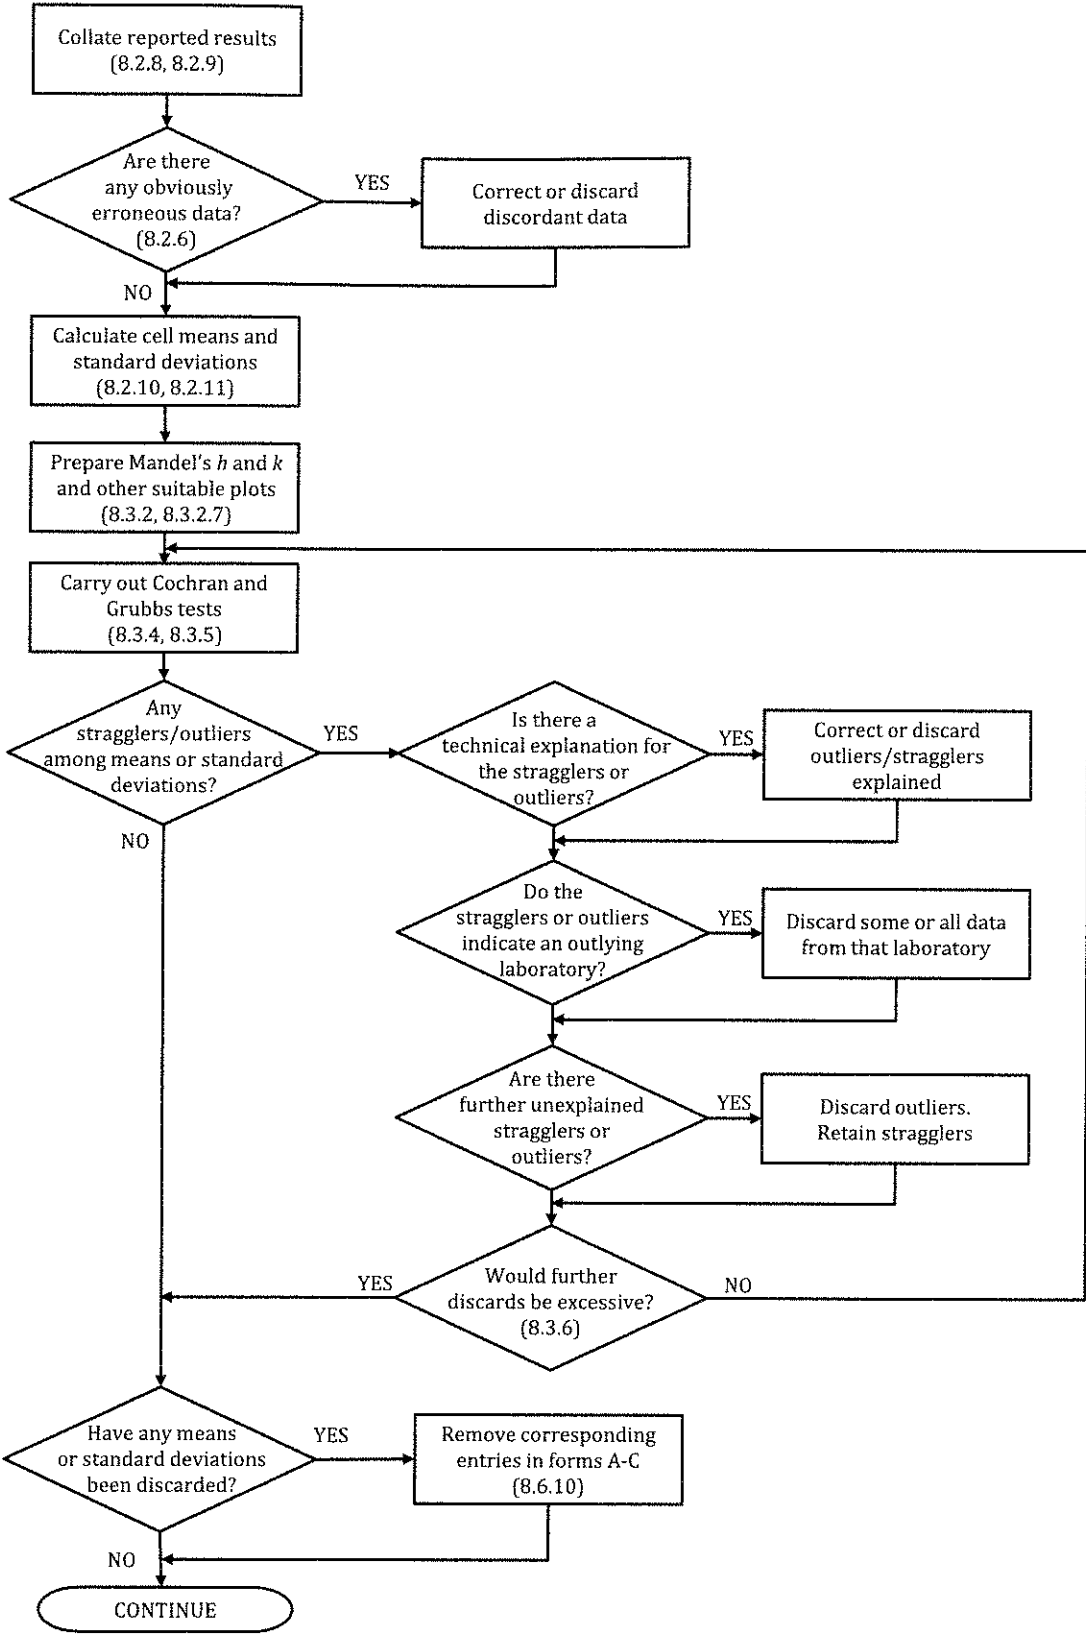 Collate reported results
(8.2.8, 8.2.9)
Are there
any obviously
erroneous data?
(8.2.6)
YES
Correct or discard
discordant data
NO
Calculate cell means and
standard deviations
(8.2.10, 8.2.11)
Prepare Mandel's h and k
and other suitable plots
(8.3.2, 8.3.2.7)
Carry out Cochran and
Grubbs tests
(8.3.4, 8.3.5)
Any
stragglers/outliers
among means or standard
deviations?
YES
Is there a
technical explanation for
the stragglers or
outliers?
YES
Correct or discard
outliers/stragglers
explained
NO
Do the
stragglers or outliers
indicate an outlying
laboratory?
YES
Discard some or all data
from that laboratory
Are there
further unexplained
stragglers or
outliers?
YES
Discard outliers.
Retain stragglers
YES
Would further
discards be excessive?
(8.3.6)
NO
Have any means
or standard deviations
been discarded?
YES
Remove corresponding
entries in forms A-C
(8.6.10)
NO
CONTINUE